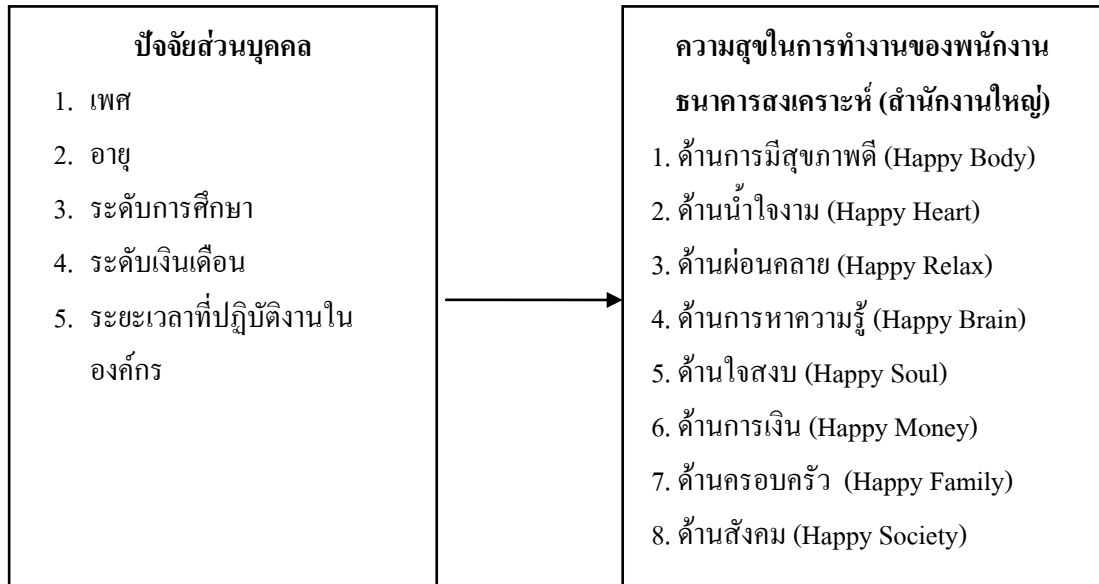 ปัจจัยส่วนบุคคล
1. เพศ
2. อายุ
3. ระดับการศึกษา
4. ระดับเงินเดือน
5. ระยะเวลาที่ปฏิบัติงานใน
องค์กร
ความสุขในการทำงานของพนักงาน
ธนาคารสงเคราะห์ (สำนักงานใหญ่)
1. ด้านการมีสุขภาพดี (Happy Body)
2. ด้านน้ำใจงาม (Happy Heart)
3. ด้านผ่อนคลาย (Happy Relax)
4. ด้านการหาความรู้ (Happy Brain)
5. ด้านใจสงบ (Happy Soul)
6. ด้านการเงิน (Happy Money)
7. ด้านครอบครัว (Happy Family)
8. ด้านสังคม (Happy Society)